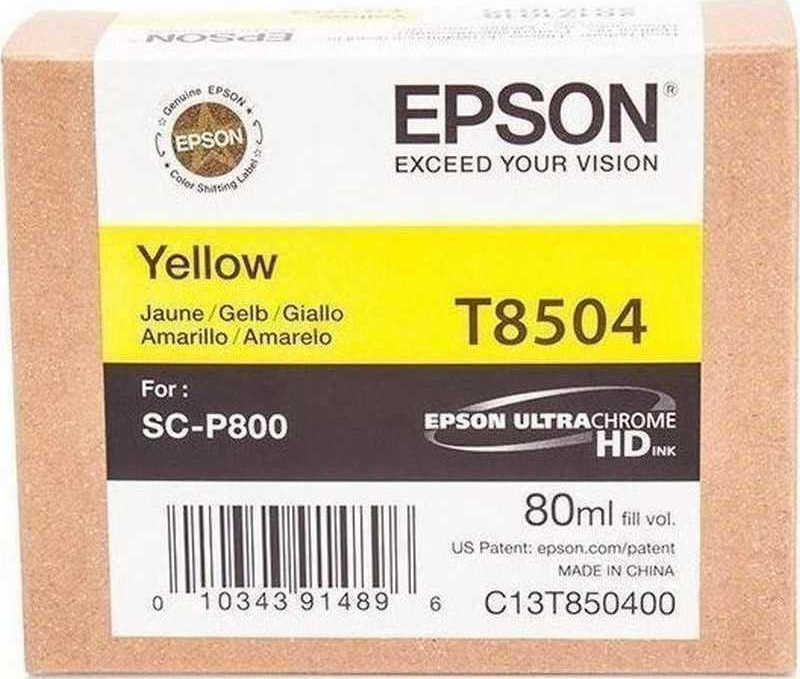 EPSON
Genuine EPSON
EPSON
Color Shifting Label
EPSON®
EXCEED YOUR VISION
Yellow
Jaune/Gelb/Giallo
Amarillo/Amarelo
T8504
For :
SC-P800
EPSON ULTRACHROME
HD INK
80ml fill vol.
US Patent: epson.com/patent
MADE IN CHINA
C13T850400
0 10343 91489 6